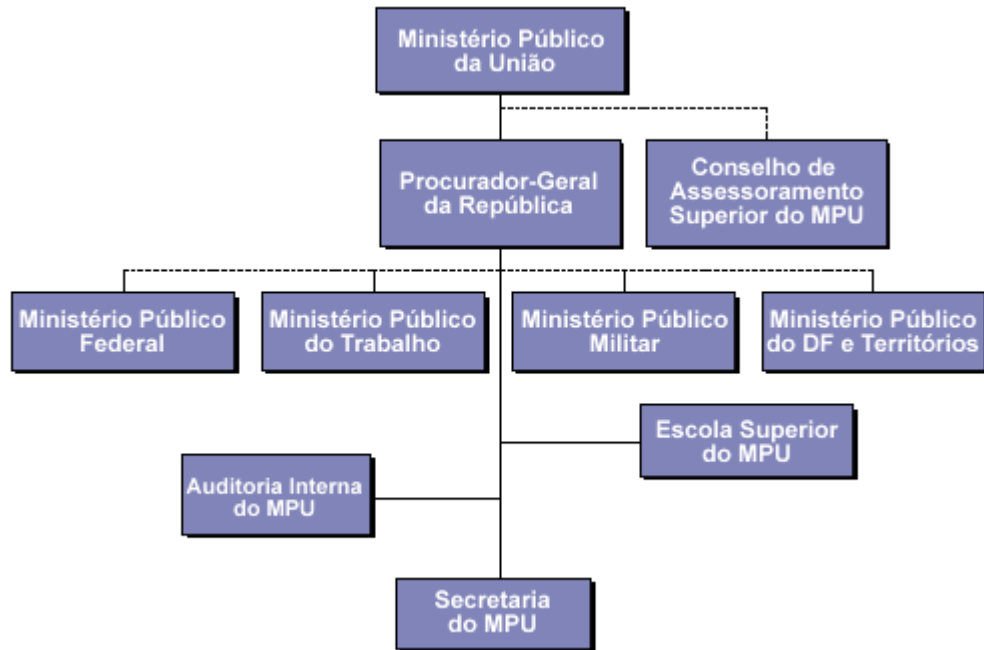 Ministério Público
da União
Procurador-Geral
da República
Conselho de
Assessoramento
Superior do MPU
Ministério Público
Federal
Ministério Público
do Trabalho
Ministério Público
Militar
Ministério Público
do DF e Territórios
Escola Superior
do MPU
Auditoria Interna
do MPU
Secretaria
do MPU